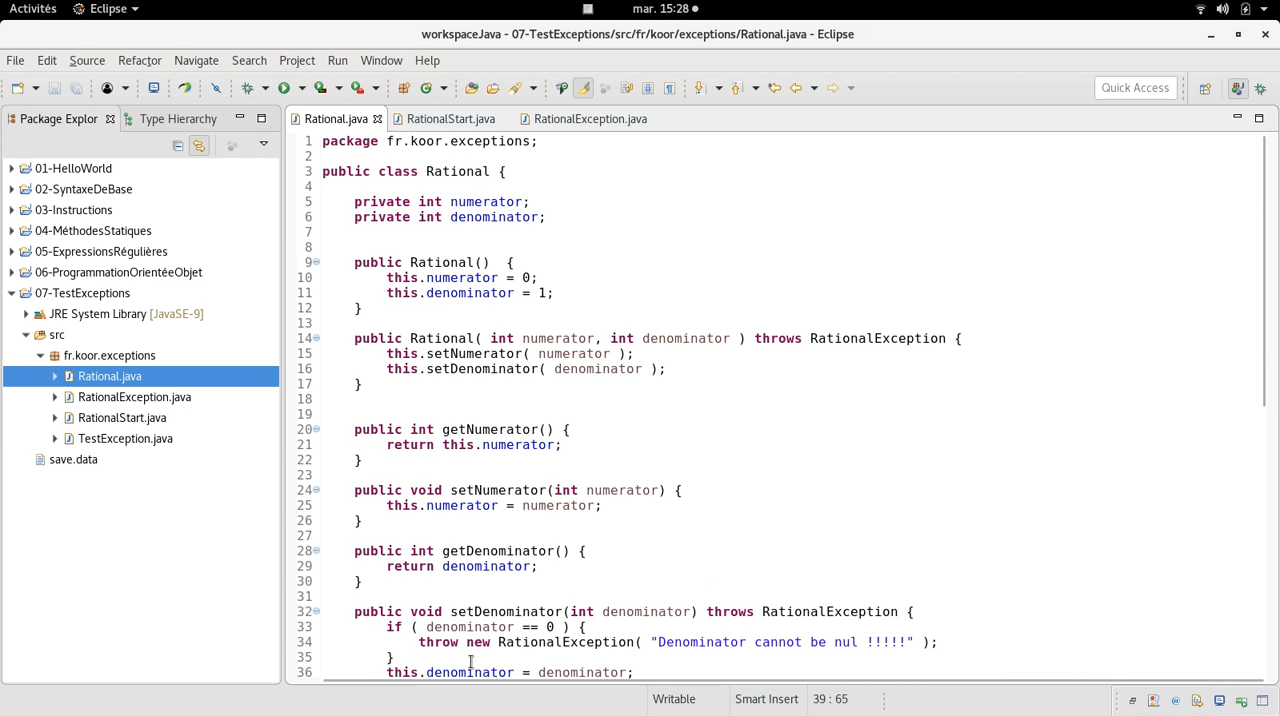 Activités Eclipse mar. 15:28
workspaceJava - 07-TestExceptions/src/fr/koor/exceptions/Rational.java - Eclipse
File Edit Source Refactor Navigate Search Project Run Window Help
Quick Access
Package Explor Type Hierarchy
Rational.java RationalStart.java RationalException.java
01-HelloWorld
02-SyntaxeDeBase
03-Instructions
04-MéthodesStatiques
05-ExpressionsRégulières
06-ProgrammationOrientéeObjet
07-TestExceptions
JRE System Library [JavaSE-9]
src
fr.koor.exceptions
Rational.java
RationalException.java
RationalStart.java
TestException.java
save.data
1 package fr.koor.exceptions;
2
3 public class Rational {
4
5 private int numerator;
6 private int denominator;
7
8
9 public Rational() {
10 this.numerator = 0;
11 this.denominator = 1;
12 }
13
14 public Rational( int numerator, int denominator ) throws RationalException {
15 this.setNumerator( numerator );
16 this.setDenominator( denominator );
17 }
18
19
20 public int getNumerator() {
21 return this.numerator;
22 }
23
24 public void setNumerator(int numerator) {
25 this.numerator = numerator;
26 }
27
28 public int getDenominator() {
29 return denominator;
30 }
31
32 public void setDenominator(int denominator) throws RationalException {
33 if ( denominator == 0 ) {
34 throw new RationalException( "Denominator cannot be nul !!!!!" );
35 }
36 this.denominator = denominator;
Writable Smart Insert 39 : 65